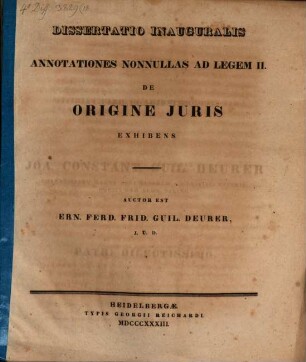 DISSERTATIO INAUGURALIS
ANNOTATIONES NONNULLAS AD LEGEM II.
DE
ORIGINE JURIS
EXHIBENS
AUCTOR EST
ERN. FERD. FRID. GUIL. DEURER,
I. U. D.
HEIDELBERGÆ
TYPIS GEORGII REICHARDI.
MDCCCXXXIII.